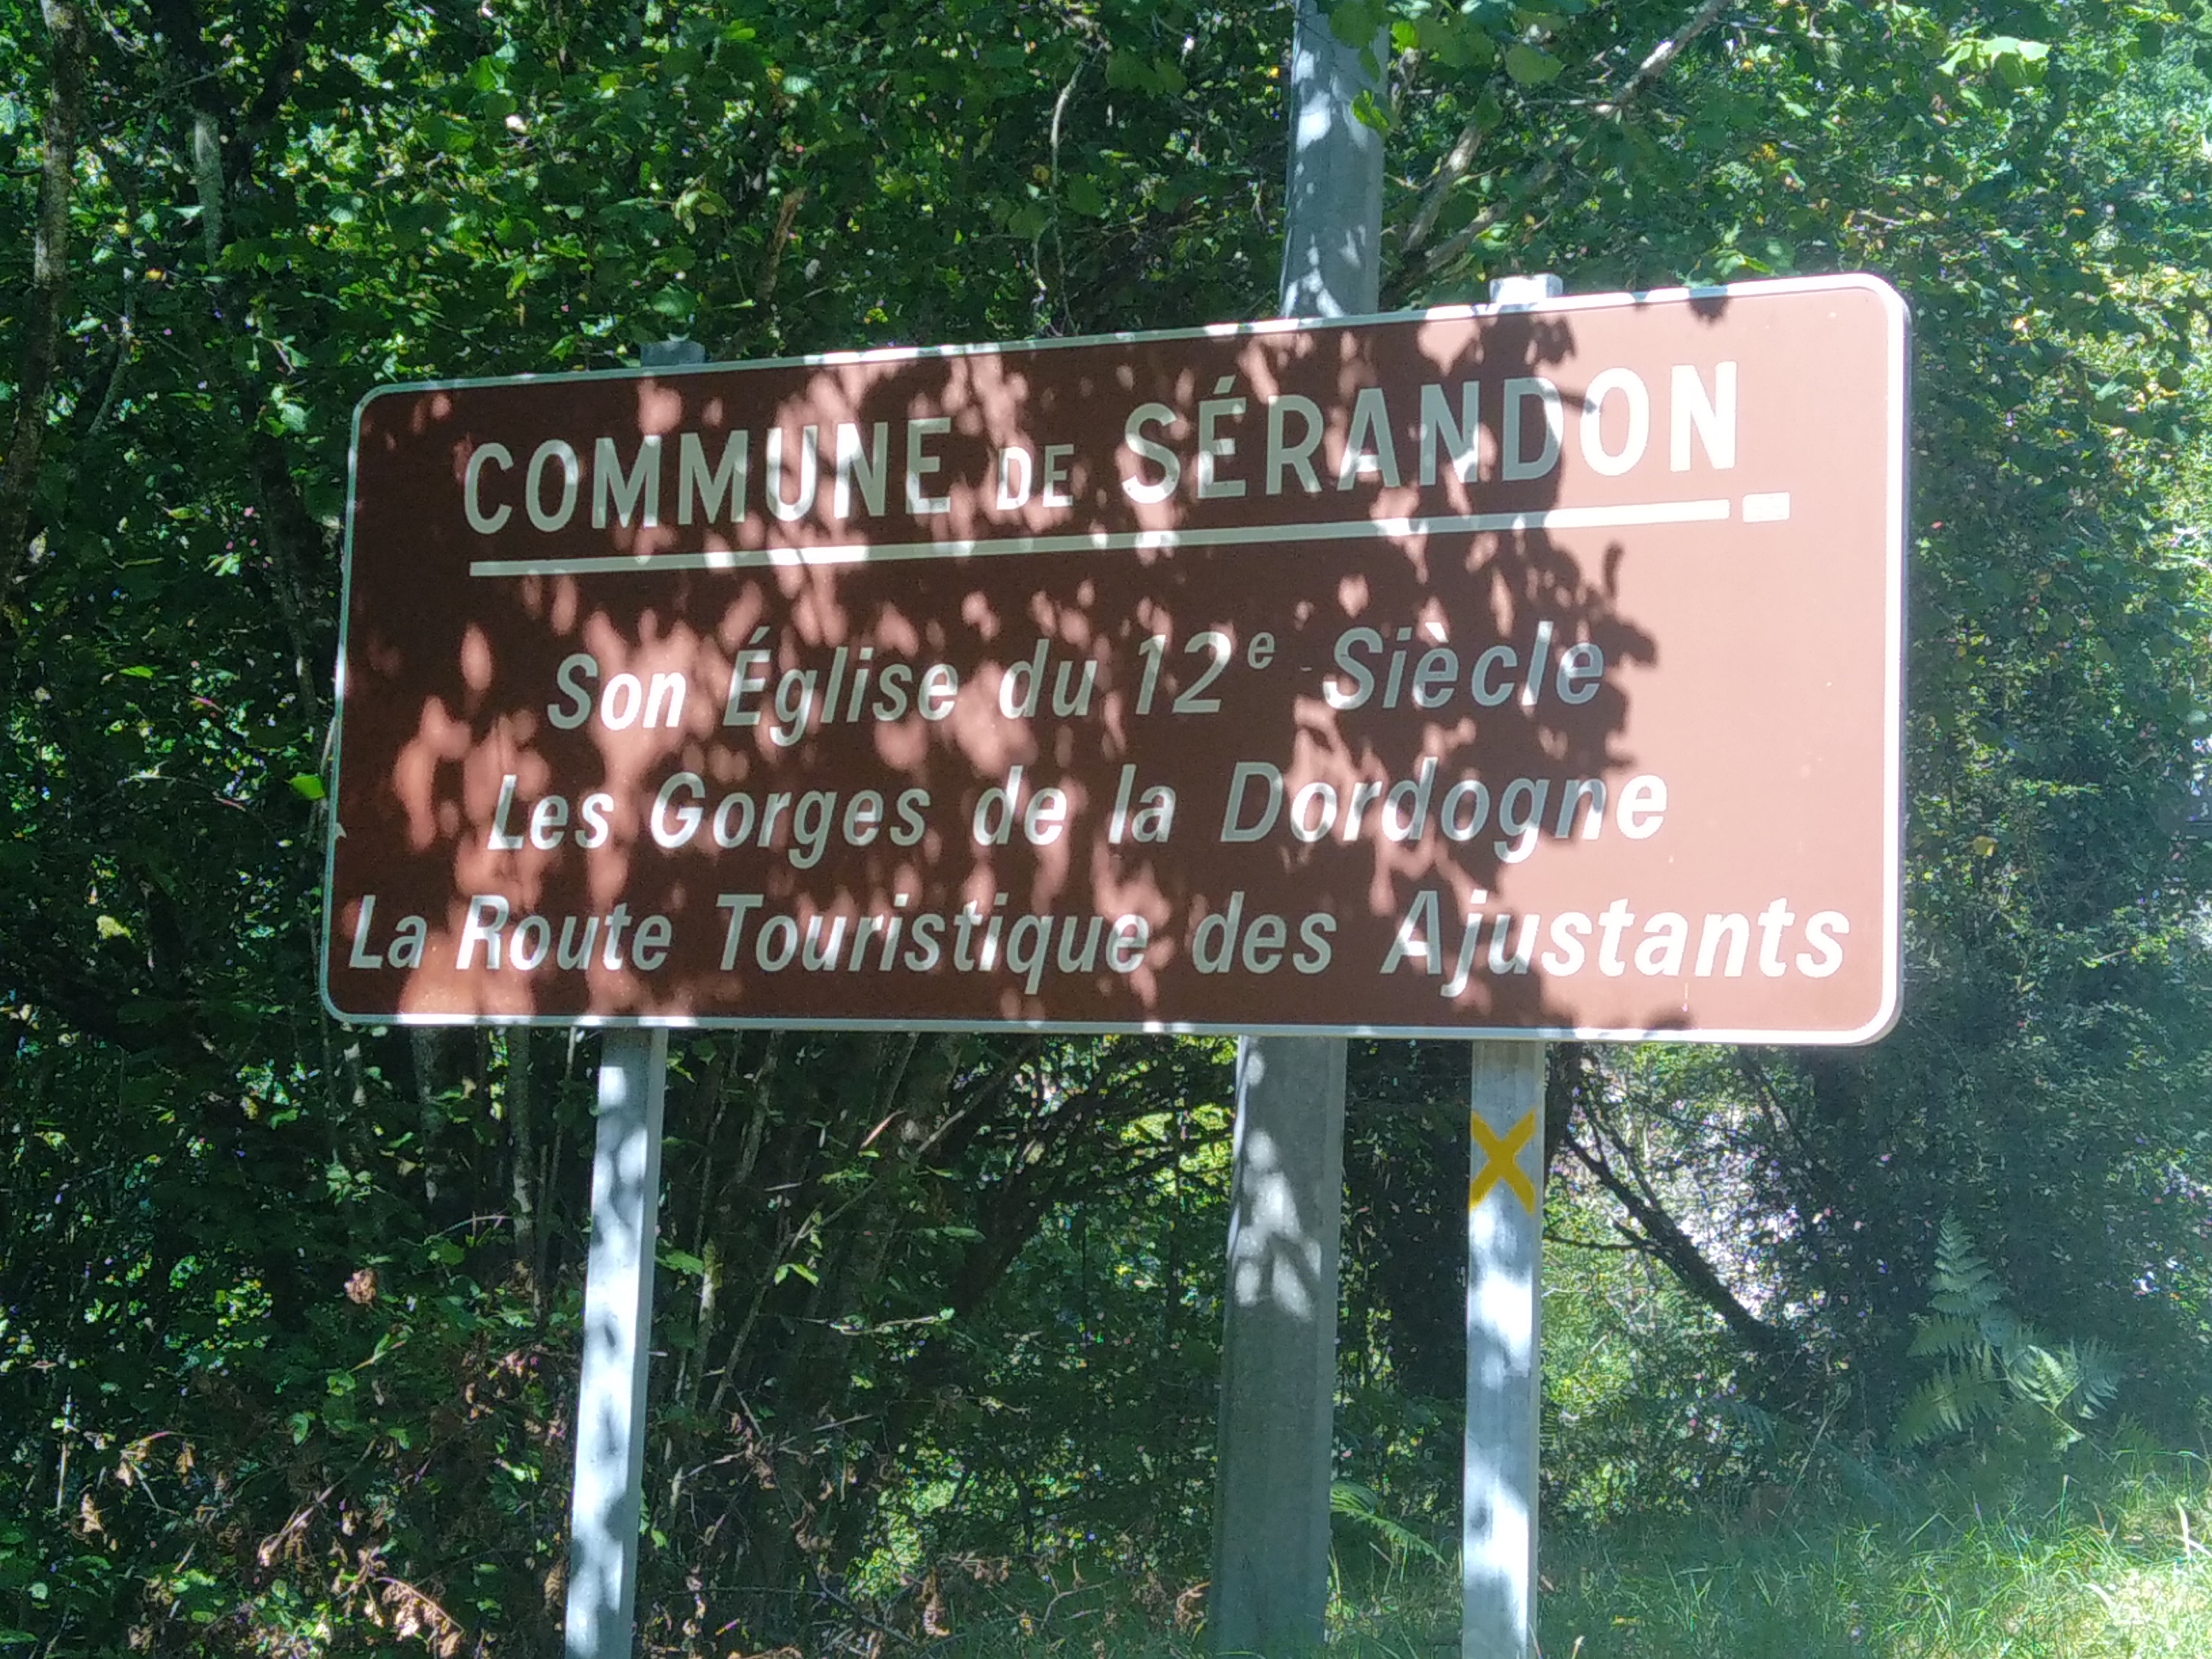 COMMUNE DE SÉRANDON
Son Église du 12e Siècle
Les Gorges de la Dordogne
La Route Touristique des Ajustants